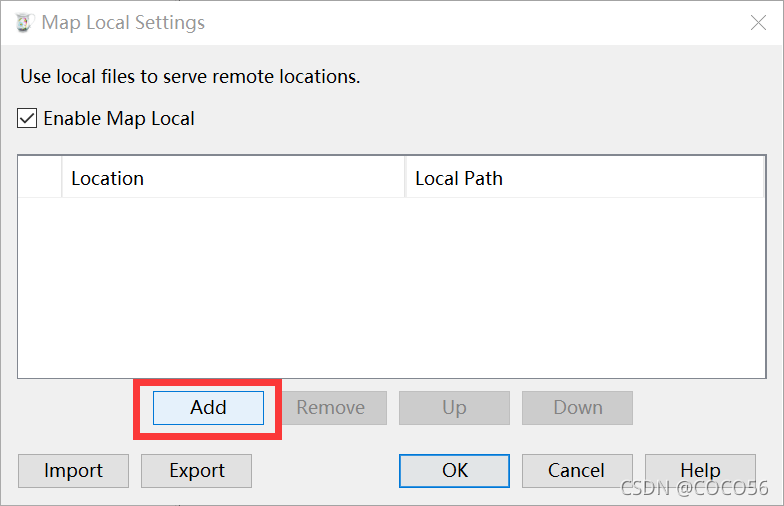 Map Local Settings
Use local files to serve remote locations.
Enable Map Local
Location Local Path
Add Remove Up Down
Import Export OK Cancel Help
CSDN @COCO56